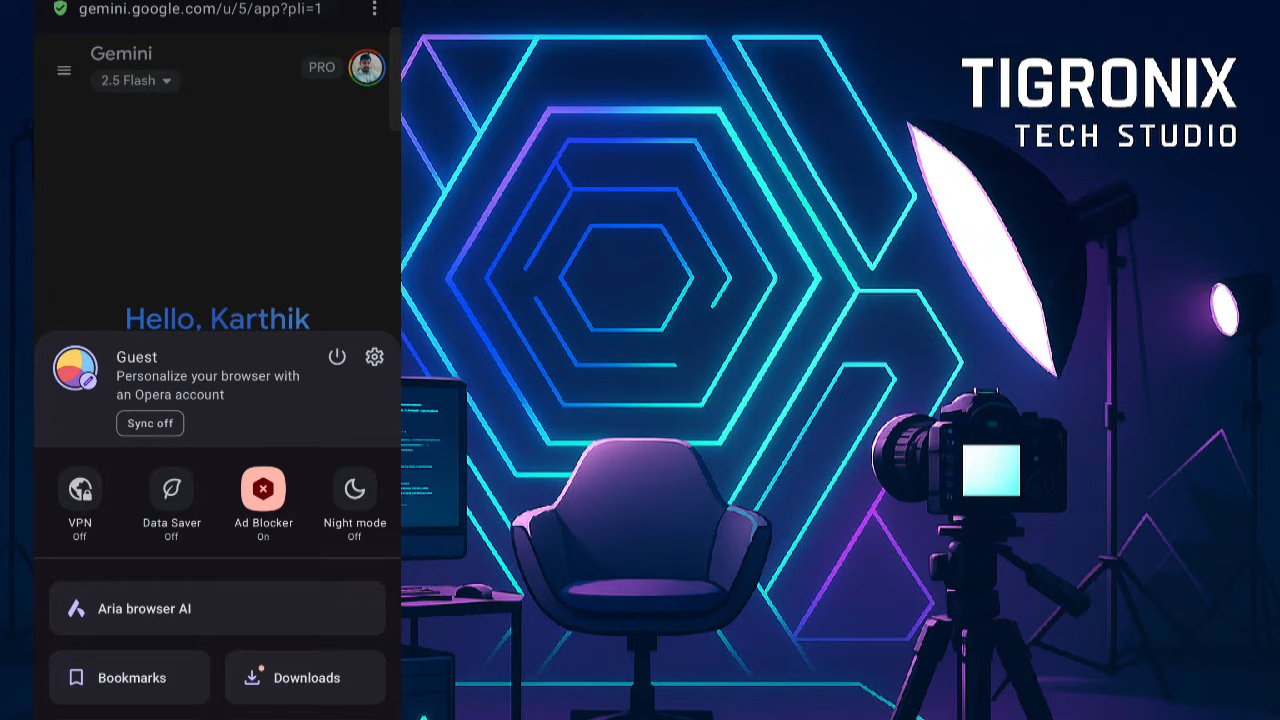 gemini.google.com/u/5/app?pli=1
Gemini
2.5 Flash
PRO
Hello, Karthik
Guest
Personalize your browser with
an Opera account
Sync off
VPN
Off
Data Saver
Off
Ad Blocker
On
Night mode
Off
Aria browser AI
Bookmarks
Downloads
TIGRONIX
TECH STUDIO